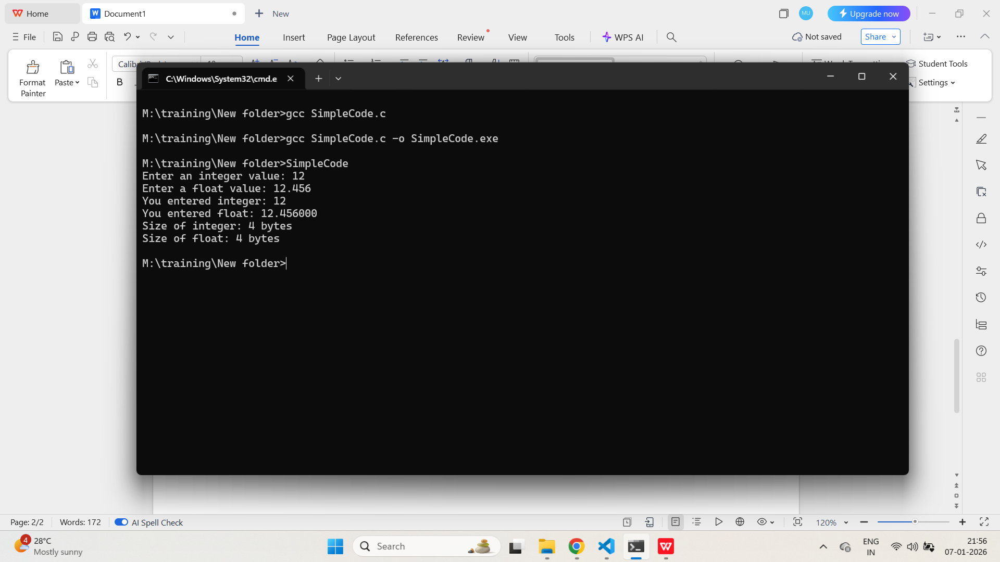 Home
Document1
New
MU
Upgrade now
File
Home
Insert
Page Layout
References
Review
View
Tools
WPS AI
Not saved
Share
Format
Painter
Paste
B
Student Tools
Settings
C:\Windows\System32\cmd.e
M:\training\New folder>gcc SimpleCode.c
M:\training\New folder>gcc SimpleCode.c -o SimpleCode.exe
M:\training\New folder>SimpleCode
Enter an integer value: 12
Enter a float value: 12.456
You entered integer: 12
You entered float: 12.456000
Size of integer: 4 bytes
Size of float: 4 bytes
M:\training\New folder>
Page: 2/2
Words: 172
AI Spell Check
120%
4
28°C
Mostly sunny
Search
ENG
IN
21:56
07-01-2026